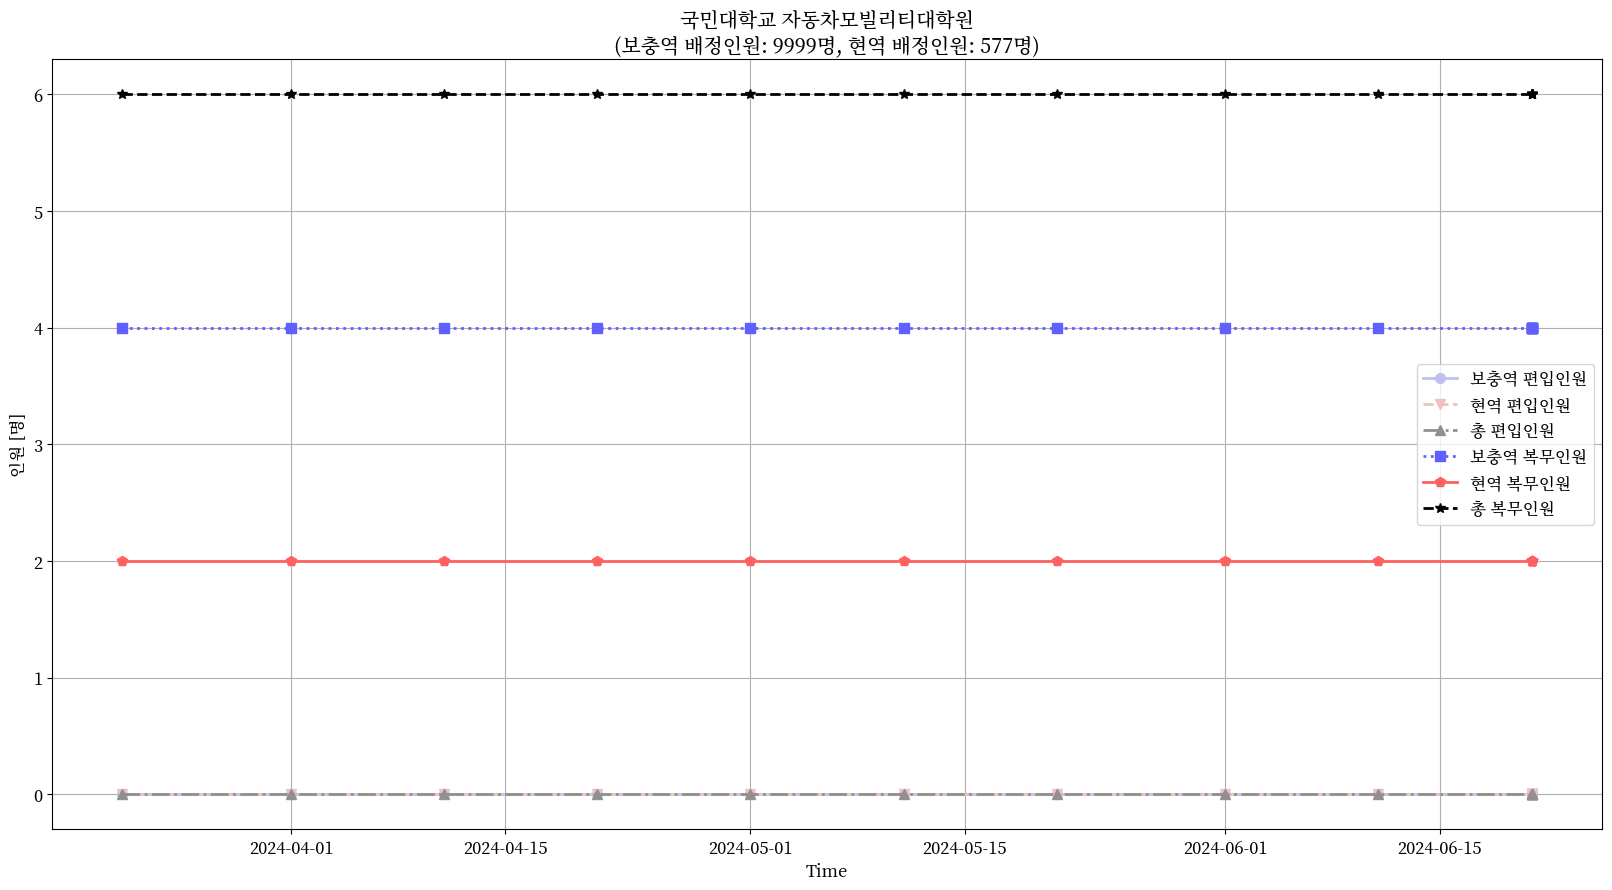 국민대학교 자동차모빌리티대학원
(보충역 배정인원: 9999명, 현역 배정인원: 577명)
인원 [명]
6
5
4
3
2
1
0
보충역 편입인원
현역 편입인원
총 편입인원
보충역 복무인원
현역 복무인원
총 복무인원
2024-04-01
2024-04-15
2024-05-01
2024-05-15
2024-06-01
2024-06-15
Time